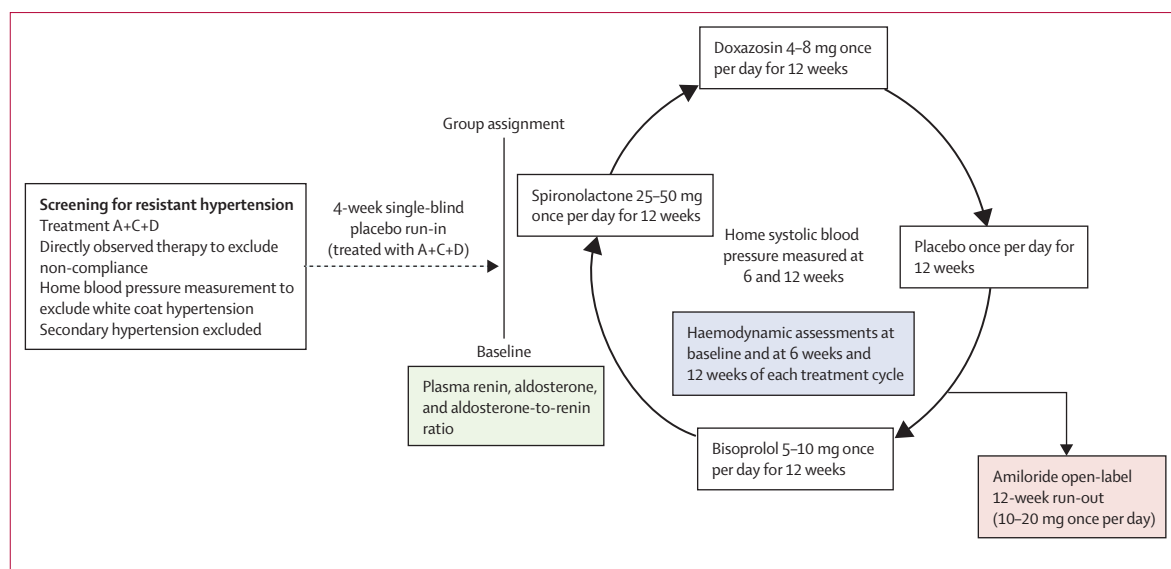 Screening for resistant hypertension
Treatment A+C+D
Directly observed therapy to exclude
non-compliance
Home blood pressure measurement to
exclude white coat hypertension
Secondary hypertension excluded
4-week single-blind
placebo run-in
(treated with A+C+D)
Group assignment
Baseline
Plasma renin, aldosterone,
and aldosterone-to-renin
ratio
Doxazosin 4–8 mg once
per day for 12 weeks
Spironolactone 25–50 mg
once per day for 12 weeks
Home systolic blood
pressure measured at
6 and 12 weeks
Placebo once per day for
12 weeks
Haemodynamic assessments at
baseline and at 6 weeks and
12 weeks of each treatment cycle
Bisoprolol 5–10 mg once
per day for 12 weeks
Amiloride open-label
12-week run-out
(10–20 mg once per day)